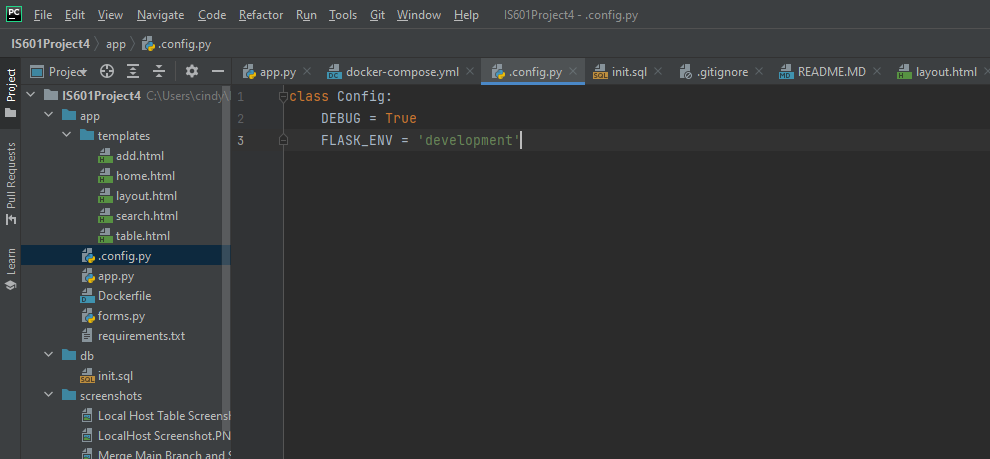 PC File Edit View Navigate Code Refactor Run Tools Git Window Help IS601Project4 - .config.py
IS601Project4 app .config.py
Project
Pull Requests
Learn
Project
IS601Project4 C:\Users\cindy\
app
templates
add.html
home.html
layout.html
search.html
table.html
.config.py
app.py
Dockerfile
forms.py
requirements.txt
db
init.sql
screenshots
Local Host Table Screensh
LocalHost Screenshot.PN
Merge Main Branch and S
app.py docker-compose.yml .config.py init.sql .gitignore README.MD layout.html
1 class Config:
2 DEBUG = True
3 FLASK_ENV = 'development'